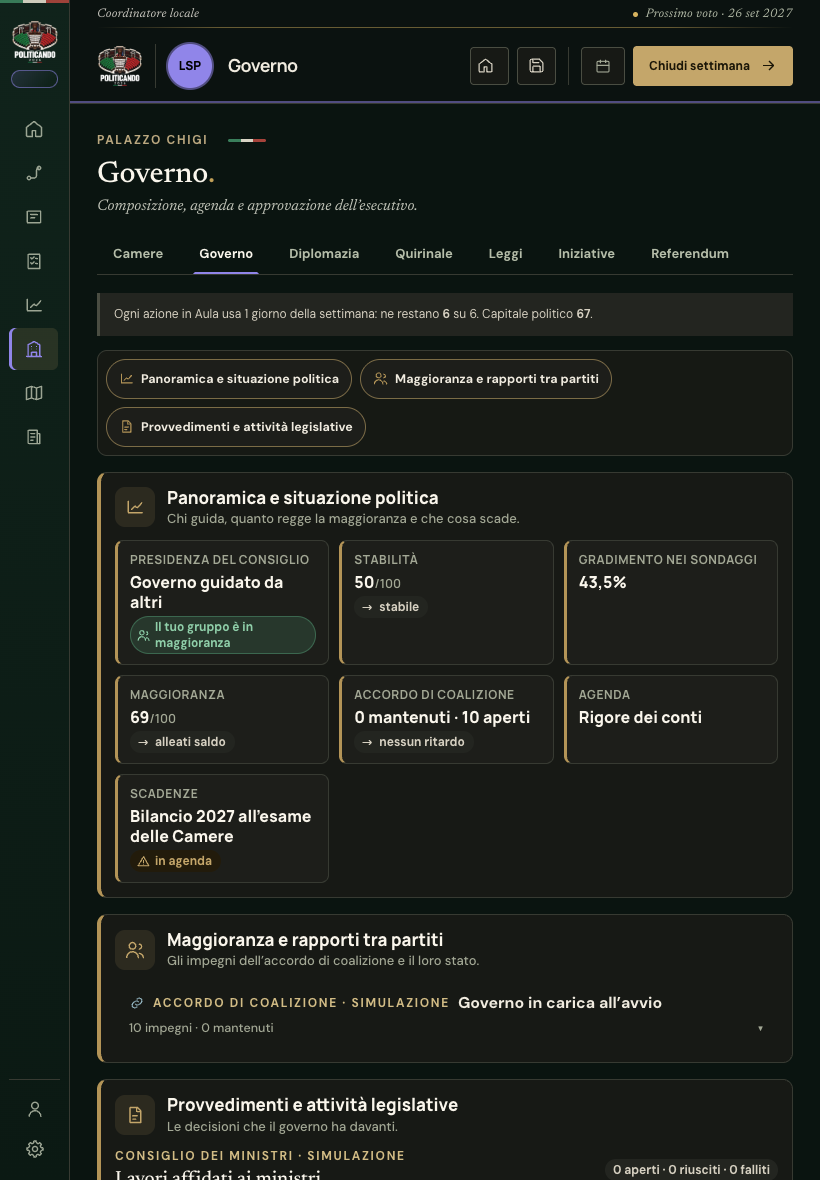 Coordinatore locale
Prossimo voto · 26 set 2027
POLITICANDO
POLITICANDO
LSP
Governo
Chiudi settimana →
PALAZZO CHIGI
Governo.
Composizione, agenda e approvazione dell’esecutivo.
Camere
Governo
Diplomazia
Quirinale
Leggi
Iniziative
Referendum
Ogni azione in Aula usa 1 giorno della settimana: ne restano 6 su 6. Capitale politico 67.
Panoramica e situazione politica
Maggioranza e rapporti tra partiti
Provvedimenti e attività legislative
Panoramica e situazione politica
Chi guida, quanto regge la maggioranza e che cosa scade.
PRESIDENZA DEL CONSIGLIO
Governo guidato da
altri
Il tuo gruppo è in
maggioranza
STABILITÀ
50/100
→ stabile
GRADIMENTO NEI SONDAGGI
43,5%
MAGGIORANZA
69/100
→ alleati saldo
ACCORDO DI COALIZIONE
0 mantenuti · 10 aperti
→ nessun ritardo
AGENDA
Rigore dei conti
SCADENZE
Bilancio 2027 all’esame
delle Camere
in agenda
Maggioranza e rapporti tra partiti
Gli impegni dell’accordo di coalizione e il loro stato.
ACCORDO DI COALIZIONE · SIMULAZIONE Governo in carica all’avvio
10 impegni · 0 mantenuti
Provvedimenti e attività legislative
Le decisioni che il governo ha davanti.
CONSIGLIO DEI MINISTRI · SIMULAZIONE
Lavori affidati ai ministri
0 aperti · 0 riusciti · 0 falliti